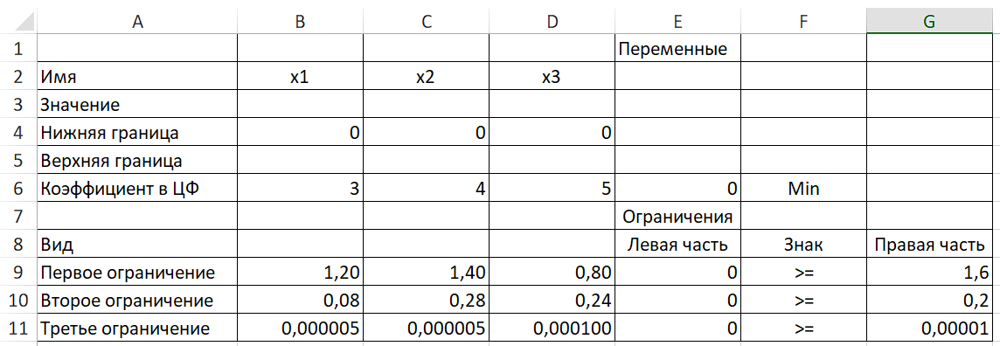 A B C D E F G
1 Переменные
2 Имя x1 x2 x3
3 Значение
4 Нижняя граница 0 0 0
5 Верхняя граница
6 Коэффициент в ЦФ 3 4 5 0 Min
7 Ограничения
8 Вид Левая часть Знак Правая часть
9 Первое ограничение 1,20 1,40 0,80 0 >= 1,6
10 Второе ограничение 0,08 0,28 0,24 0 >= 0,2
11 Третье ограничение 0,000005 0,000005 0,000100 0 >= 0,00001